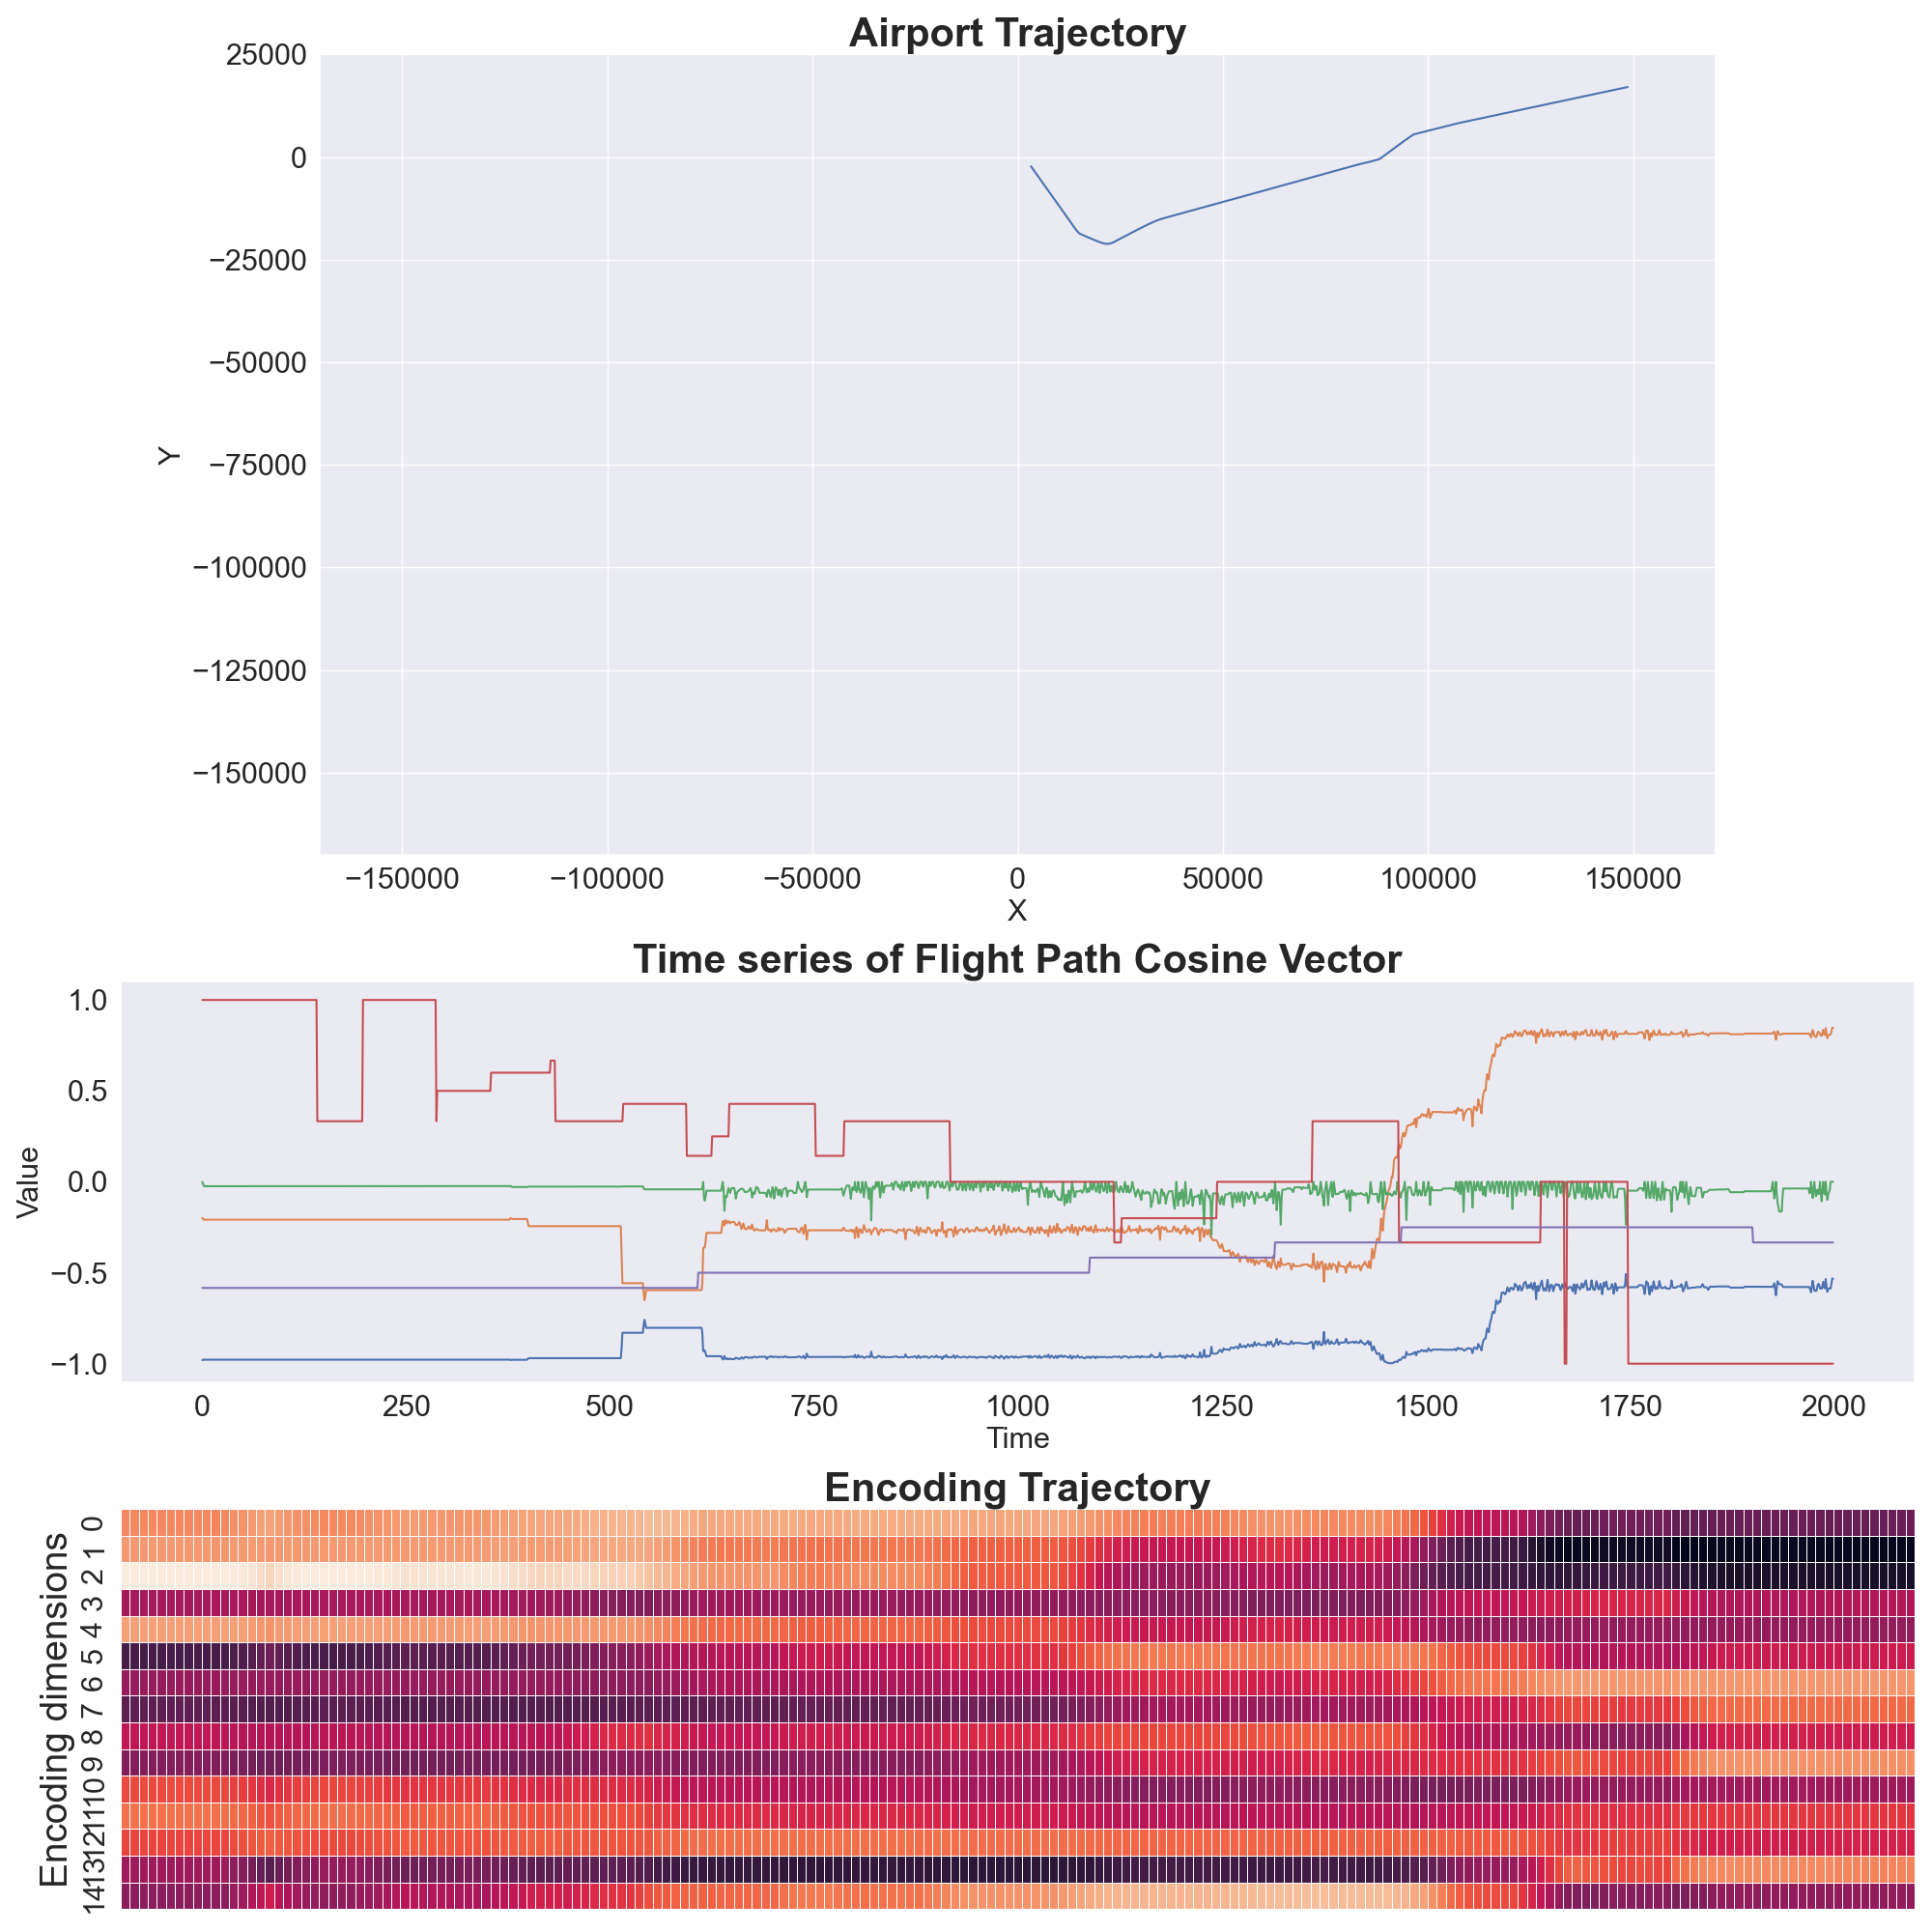 Airport Trajectory
25000
0
−25000
−50000
−75000
−100000
−125000
−150000
Y
−150000 −100000 −50000 0 50000 100000 150000
X
Time series of Flight Path Cosine Vector
1.0
0.5
0.0
−0.5
−1.0
Value
0 250 500 750 1000 1250 1500 1750 2000
Time
Encoding Trajectory
Encoding dimensions
0
1
2
3
4
5
6
7
8
9
10
11
12
13
14